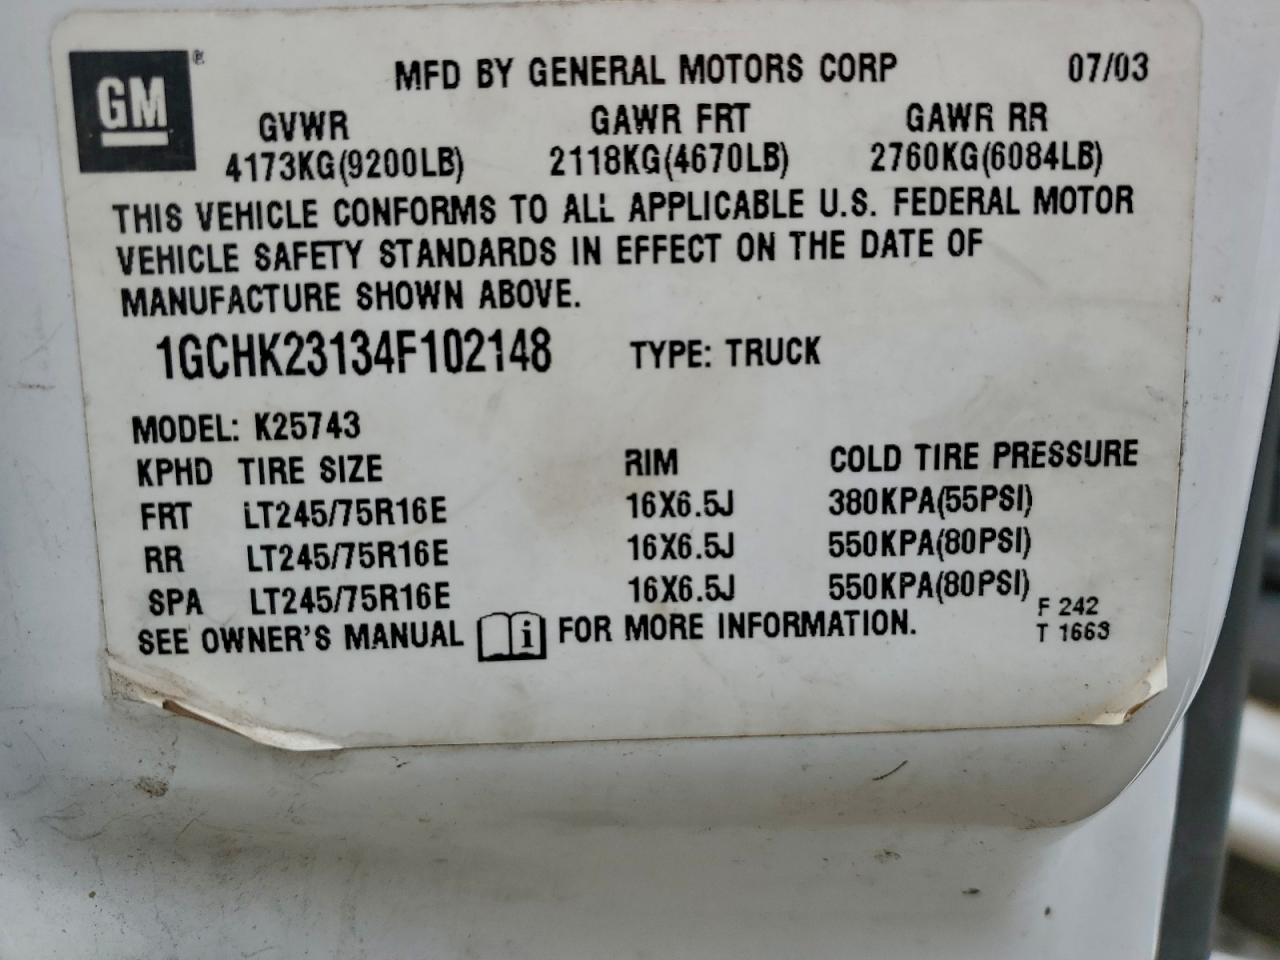 GM ® MFD BY GENERAL MOTORS CORP 07/03
GVWR GAWR FRT GAWR RR
4173KG(9200LB) 2118KG(4670LB) 2760KG(6084LB)
THIS VEHICLE CONFORMS TO ALL APPLICABLE U.S. FEDERAL MOTOR
VEHICLE SAFETY STANDARDS IN EFFECT ON THE DATE OF
MANUFACTURE SHOWN ABOVE.
1GCHK23134F102148 TYPE: TRUCK
MODEL: K25743
KPHD TIRE SIZE RIM COLD TIRE PRESSURE
FRT LT245/75R16E 16X6.5J 380KPA(55PSI)
RR LT245/75R16E 16X6.5J 550KPA(80PSI)
SPA LT245/75R16E 16X6.5J 550KPA(80PSI)
SEE OWNER'S MANUAL i FOR MORE INFORMATION.
F 242
T 1663